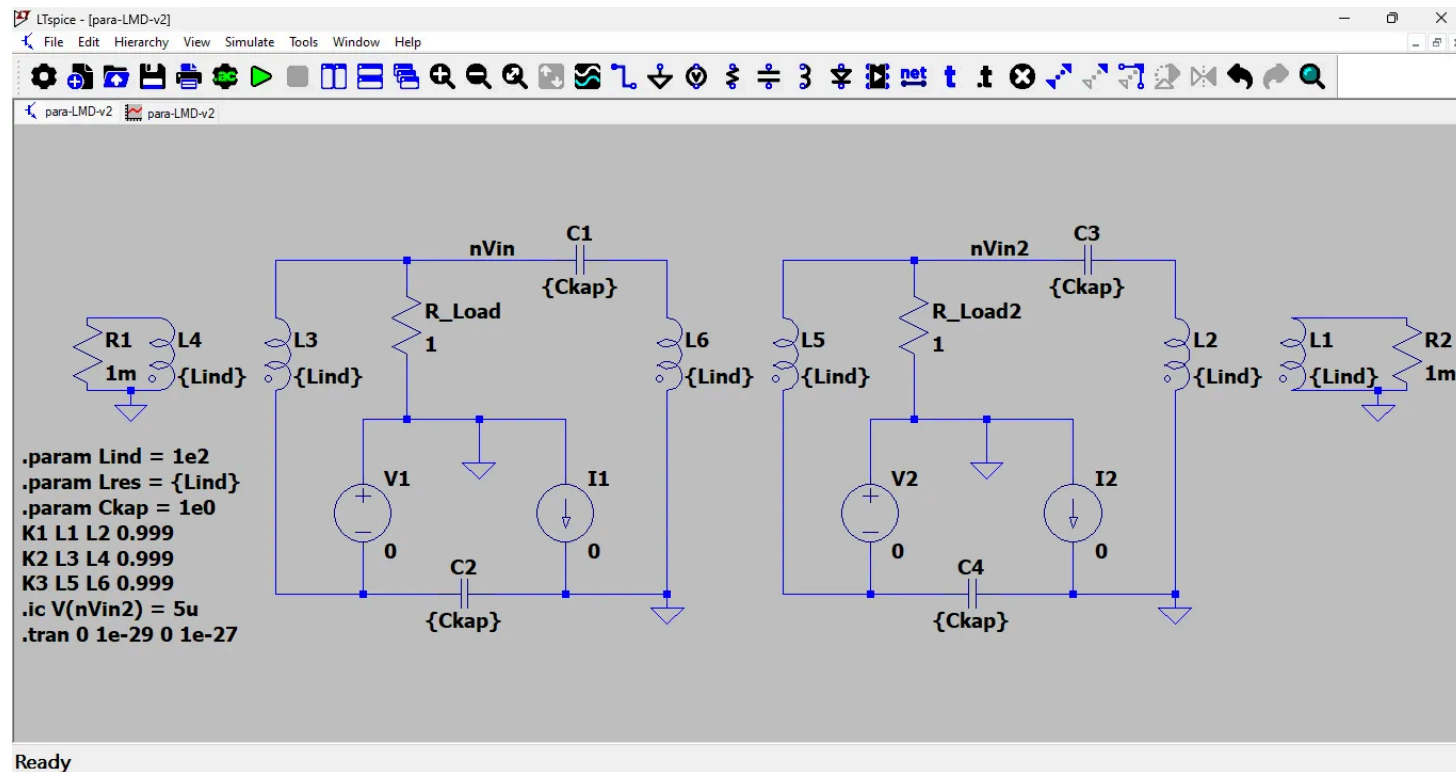 LTspice - [para-LMD-v2]
File Edit Hierarchy View Simulate Tools Window Help
.ac
net
t
.t
para-LMD-v2
para-LMD-v2
nVin
C1
{Ckap}
nVin2
C3
{Ckap}
R1
1m
L4
{Lind}
L3
{Lind}
R_Load
1
L6
{Lind}
L5
{Lind}
R_Load2
1
L2
{Lind}
L1
{Lind}
R2
1m
V1
0
I1
0
C2
{Ckap}
V2
0
I2
0
C4
{Ckap}
.param Lind = 1e2
.param Lres = {Lind}
.param Ckap = 1e0
K1 L1 L2 0.999
K2 L3 L4 0.999
K3 L5 L6 0.999
.ic V(nVin2) = 5u
.tran 0 1e-29 0 1e-27
Ready